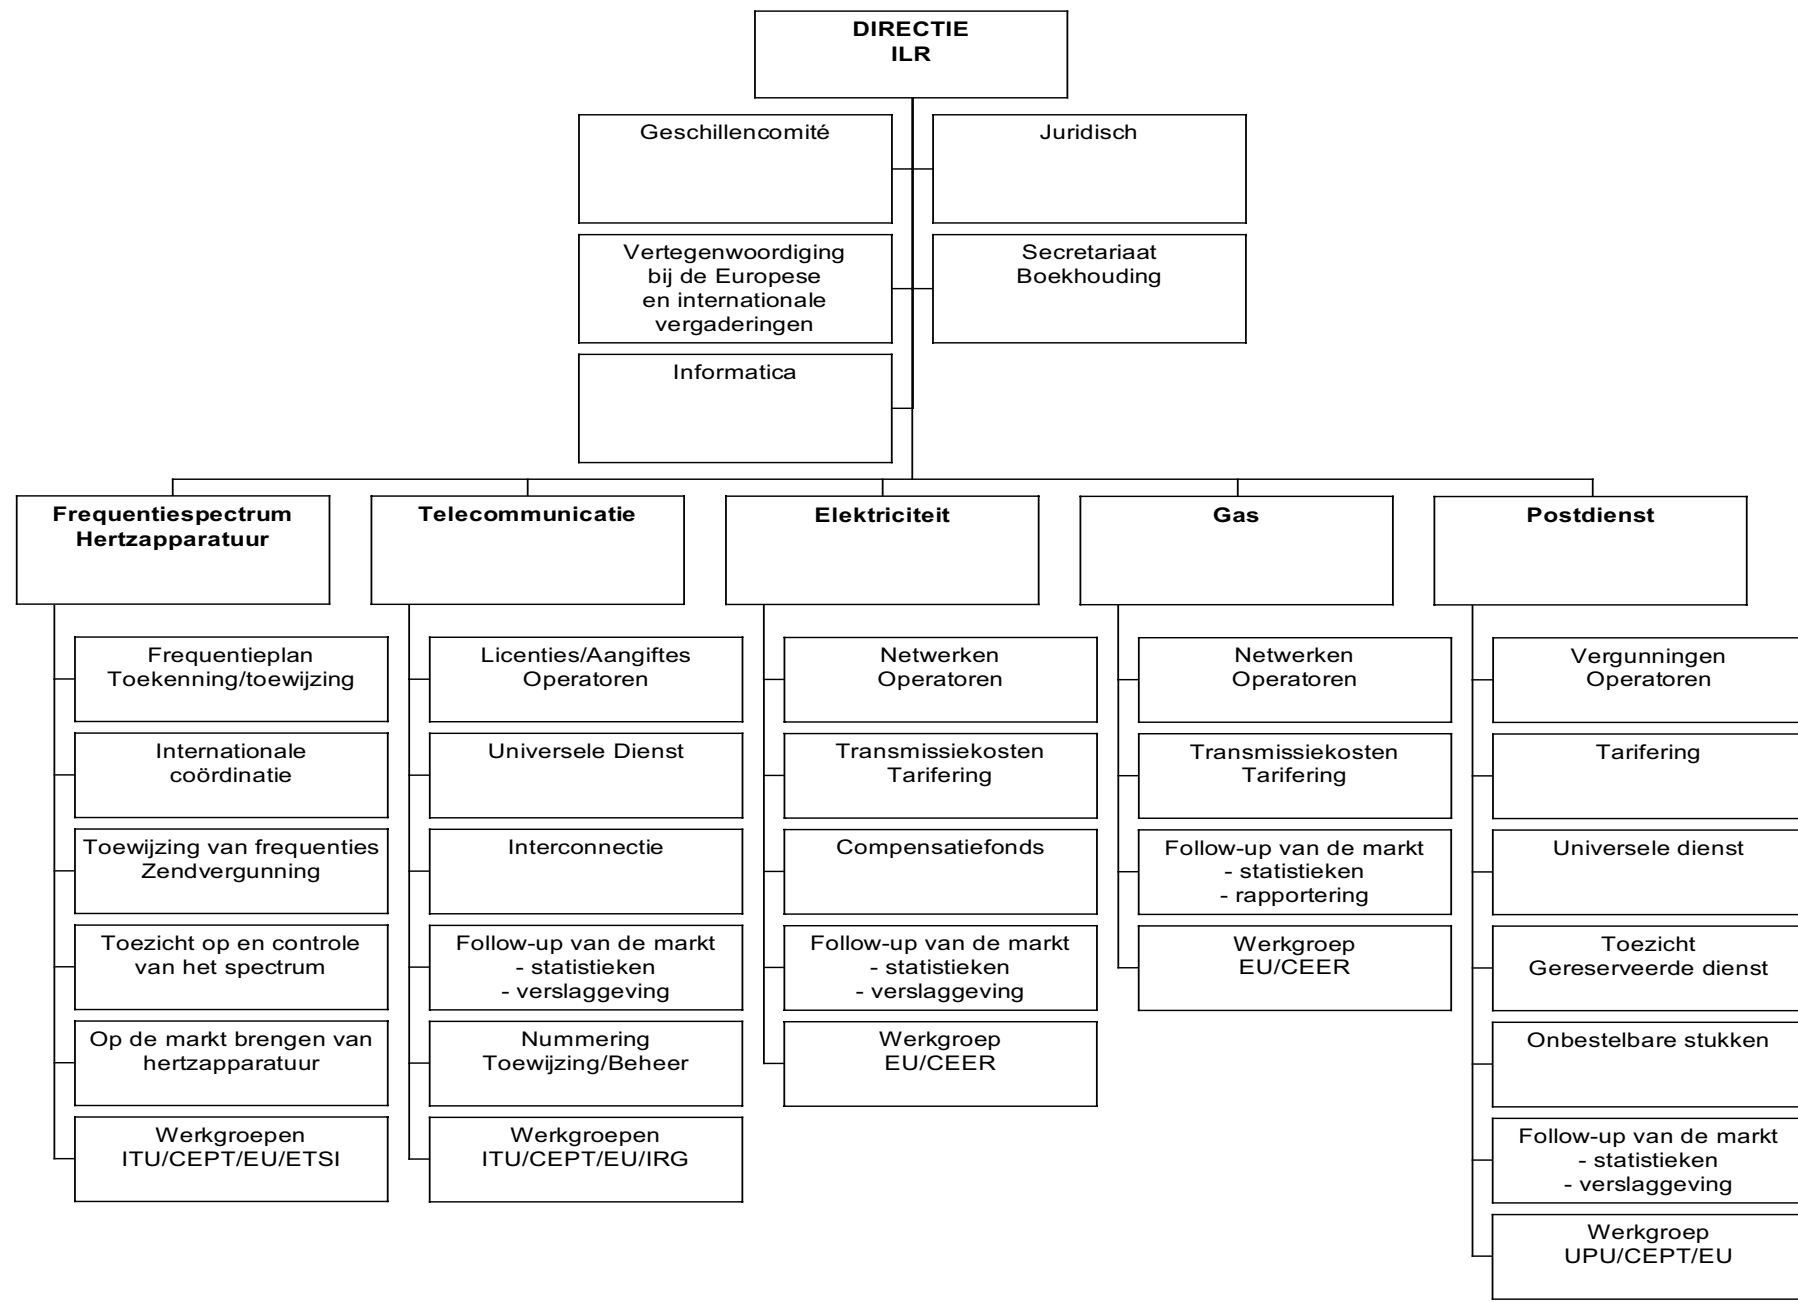 DIRECTIE
ILR
Geschillencomité
Juridisch
Vertegenwoordiging
bij de Europese
en internationale
vergaderingen
Secretariaat
Boekhouding
Informatica
Frequentiespectrum
Hertzapparatuur
Frequentieplan
Toekenning/toewijzing
Internationale
coördinatie
Toewijzing van frequenties
Zendvergunning
Toezicht op en controle
van het spectrum
Op de markt brengen van
hertzapparatuur
Werkgroepen
ITU/CEPT/EU/ETSI
Telecommunicatie
Licenties/Aangiftes
Operatoren
Universele Dienst
Interconnectie
Follow-up van de markt
- statistieken
- verslaggeving
Nummering
Toewijzing/Beheer
Werkgroepen
ITU/CEPT/EU/IRG
Elektriciteit
Netwerken
Operatoren
Transmissiekosten
Tarifering
Compensatiefonds
Follow-up van de markt
- statistieken
- verslaggeving
Werkgroep
EU/CEER
Gas
Netwerken
Operatoren
Transmissiekosten
Tarifering
Follow-up van de markt
- statistieken
- rapportering
Werkgroep
EU/CEER
Postdienst
Vergunningen
Operatoren
Tarifering
Universele dienst
Toezicht
Gereserveerde dienst
Onbestelbare stukken
Follow-up van de markt
- statistieken
- verslaggeving
Werkgroep
UPU/CEPT/EU